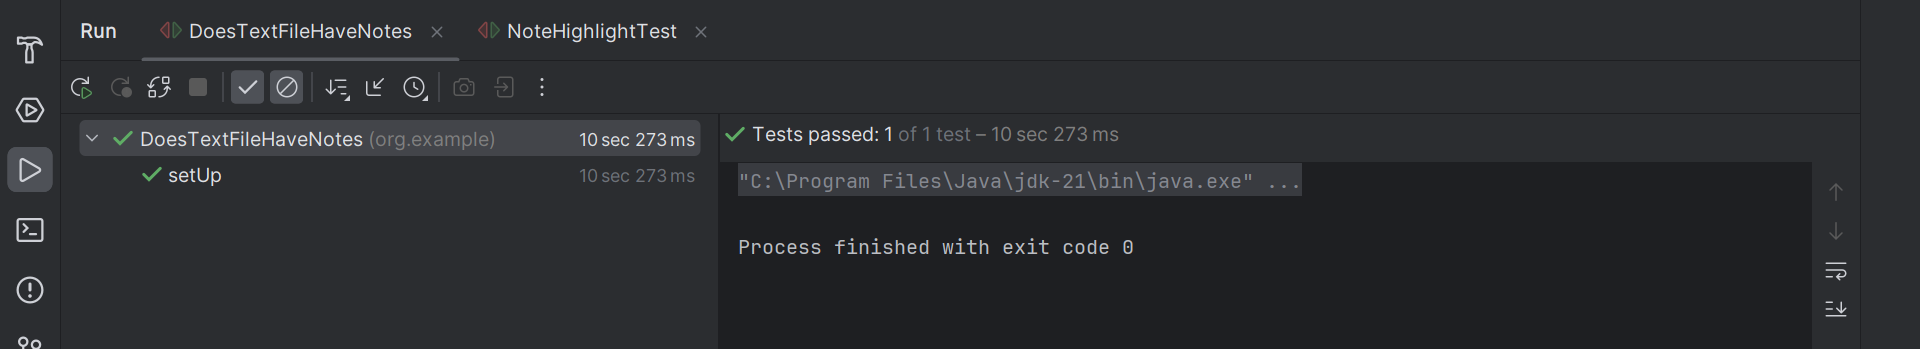 Run DoesTextFileHaveNotes NoteHighlightTest
DoesTextFileHaveNotes (org.example) 10 sec 273 ms
setUp 10 sec 273 ms
Tests passed: 1 of 1 test – 10 sec 273 ms
"C:\Program Files\Java\jdk-21\bin\java.exe" ...
Process finished with exit code 0